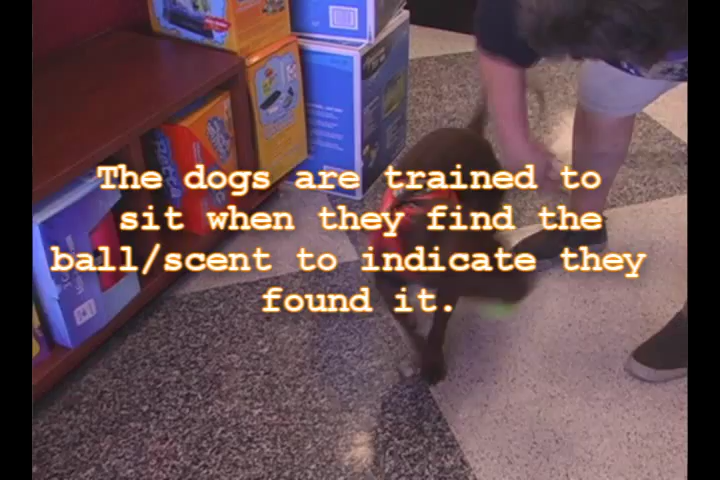 The dogs are trained to
sit when they find the
ball/scent to indicate they
found it.